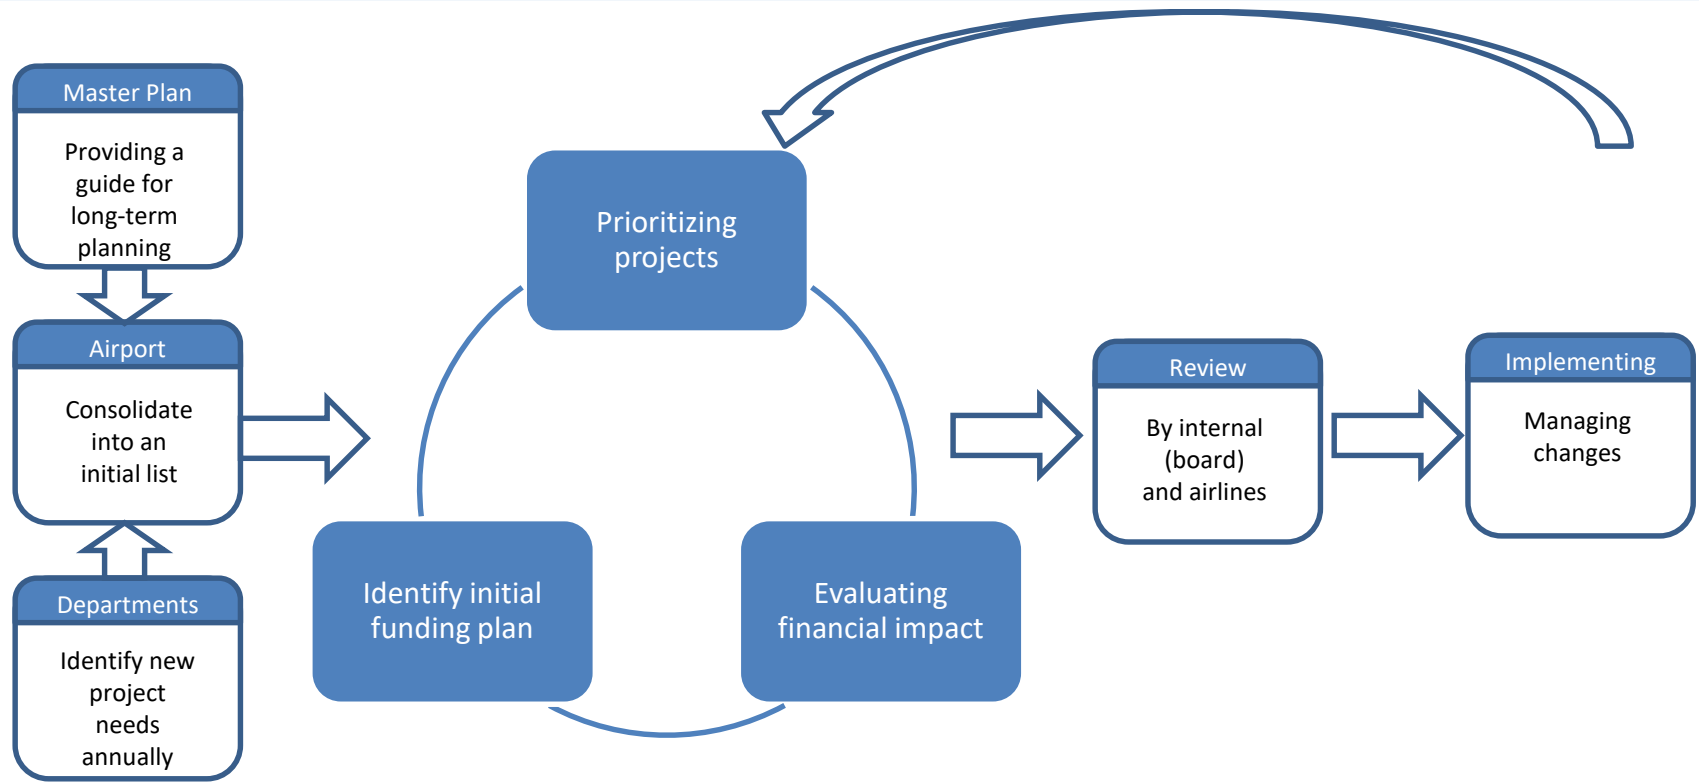 Master Plan
Providing a
guide for
long-term
planning
Airport
Consolidate
into an
initial list
Departments
Identify new
project
needs
annually
Prioritizing
projects
Identify initial
funding plan
Evaluating
financial impact
Review
By internal
(board)
and airlines
Implementing
Managing
changes